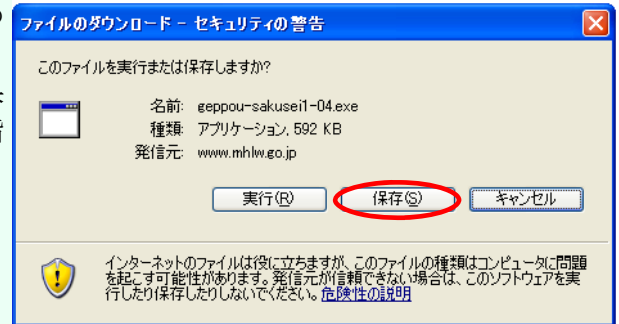 ファイルのダウンロード - セキュリティの警告
このファイルを実行または保存しますか?
名前: geppou-sakusei1-04.exe
種類: アプリケーション, 592 KB
発信元: www.mhlw.go.jp
実行(R) 保存(S) キャンセル
インターネットのファイルは役に立ちますが、このファイルの種類はコンピュータに問題
を起こす可能性があります。発信元が信頼できない場合は、このソフトウェアを実
行したり保存したりしないでください。危険性の説明